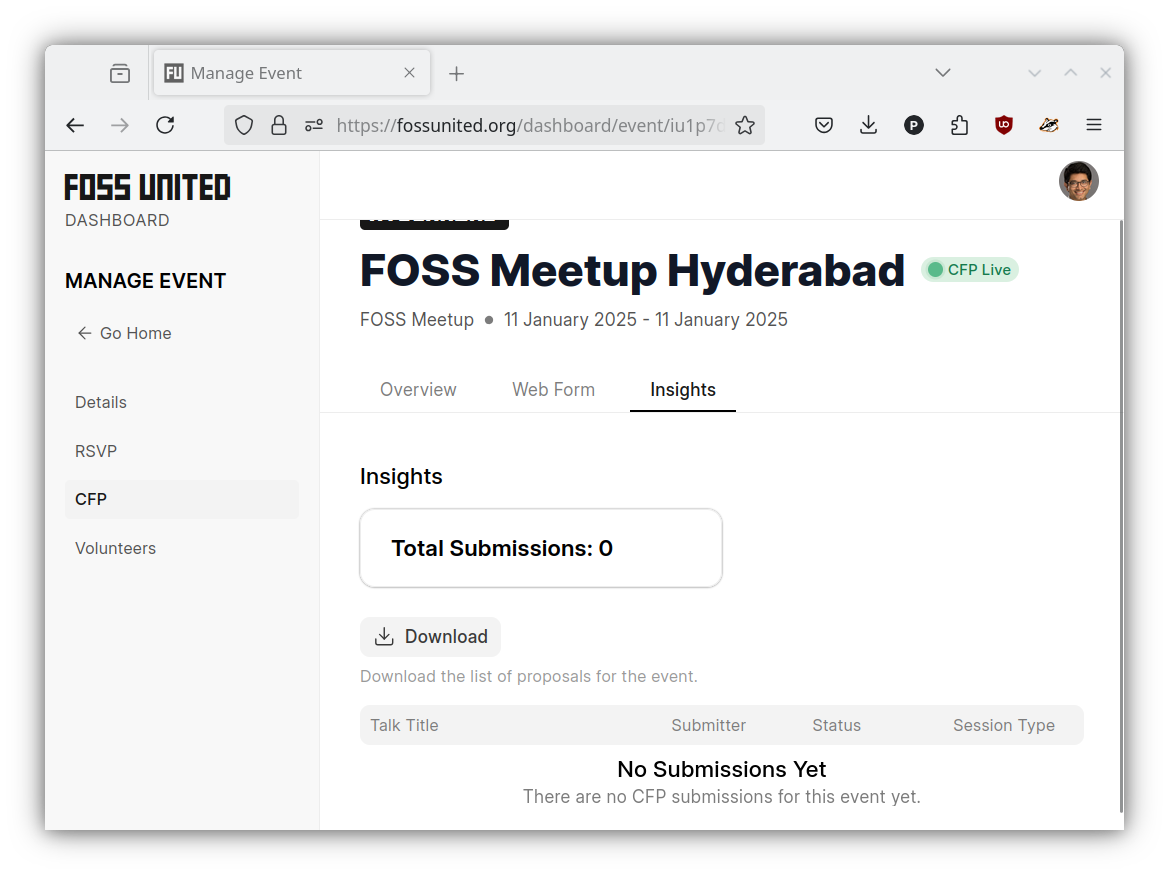 Manage Event
https://fossunited.org/dashboard/event/iu1p7d
FOSS UNITED
DASHBOARD
MANAGE EVENT
Go Home
Details
RSVP
CFP
Volunteers
FOSS Meetup Hyderabad
CFP Live
FOSS Meetup ● 11 January 2025 - 11 January 2025
Overview Web Form Insights
Insights
Total Submissions: 0
Download
Download the list of proposals for the event.
Talk Title Submitter Status Session Type
No Submissions Yet
There are no CFP submissions for this event yet.